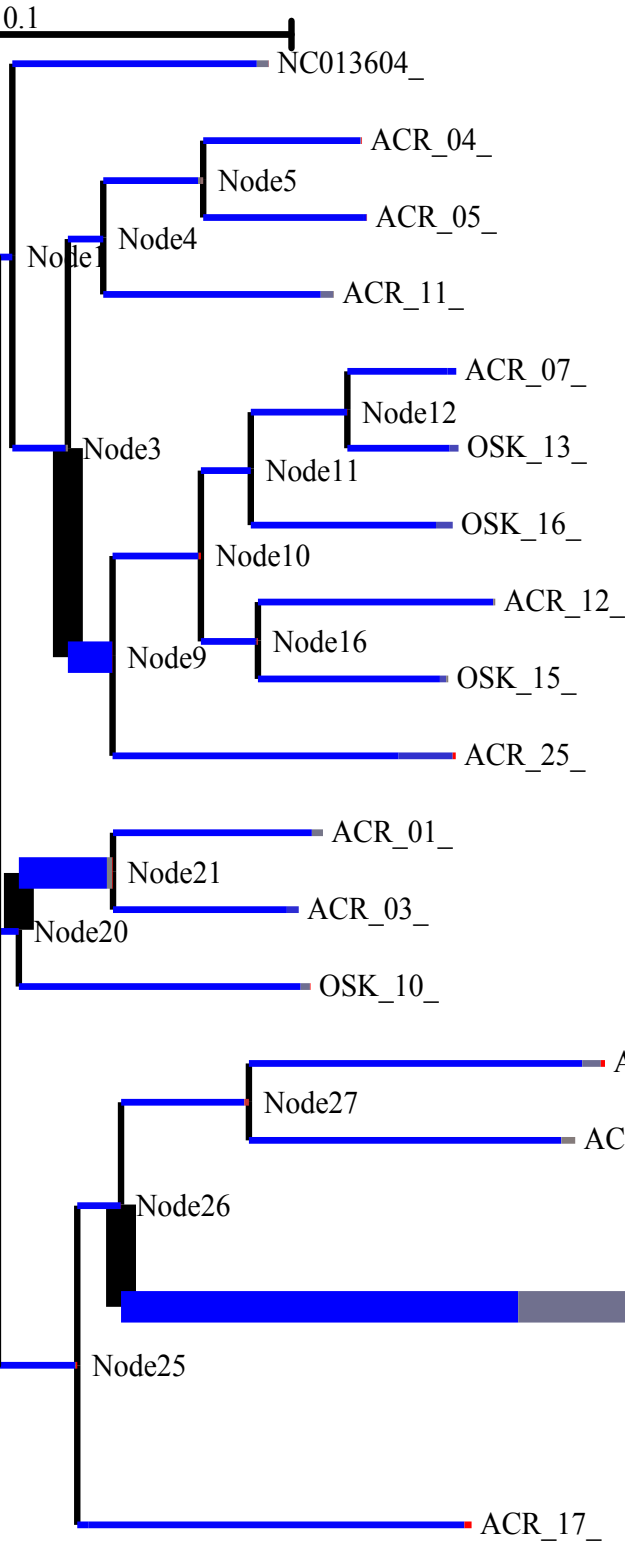 0.1
NC013604_
ACR_04_
Node5
ACR_05_
Node4
Node1
ACR_11_
ACR_07_
Node12
OSK_13_
Node3
Node11
OSK_16_
Node10
ACR_12_
Node16
Node9
OSK_15_
ACR_25_
ACR_01_
Node21
ACR_03_
Node20
OSK_10_
A
Node27
AC
Node26
Node25
ACR_17_